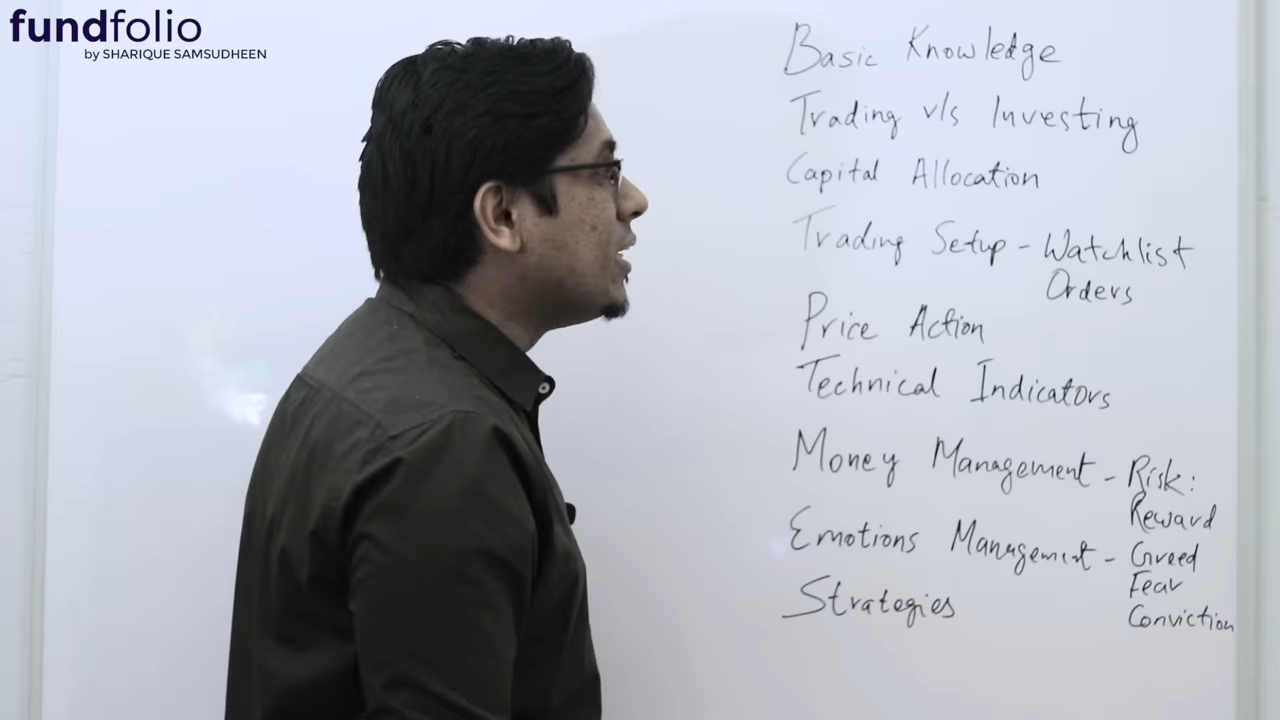 fundfolio
by SHARIQUE SAMSUDHEEN
Basic Knowledge
Trading v/s Investing
Capital Allocation
Trading Setup - Watchlist
Orders
Price Action
Technical Indicators
Money Management - Risk:
Reward
Emotions Management - Greed
Fear
Conviction
Strategies